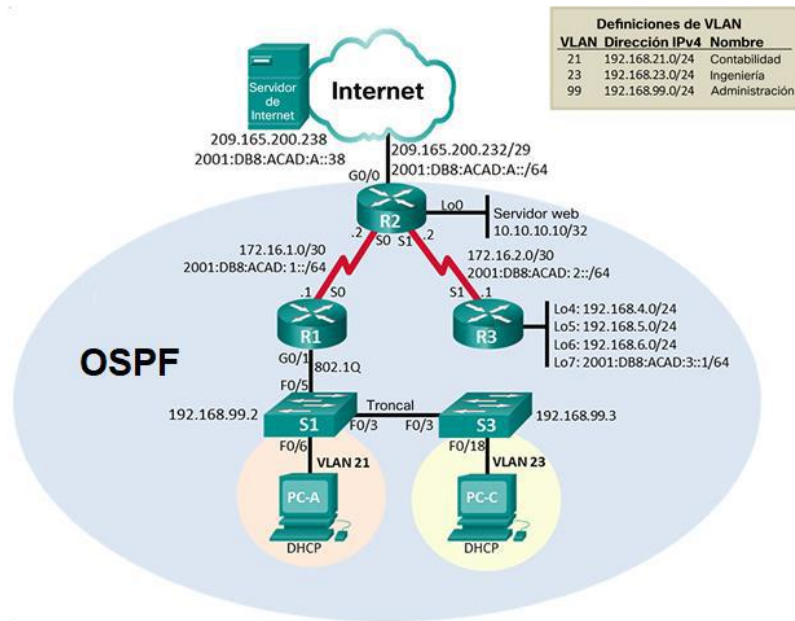 Definiciones de VLAN
VLAN Dirección IPv4 Nombre
21 192.168.21.0/24 Contabilidad
23 192.168.23.0/24 Ingeniería
99 192.168.99.0/24 Administración
Servidor
de
Internet
Internet
209.165.200.238
2001:DB8:ACAD:A::38
209.165.200.232/29
2001:DB8:ACAD:A::/64
G0/0
R2
Lo0
Servidor web
10.10.10.10/32
.2
S0
S1
.2
172.16.1.0/30
2001:DB8:ACAD: 1::/64
172.16.2.0/30
2001:DB8:ACAD: 2::/64
.1
S0
S1
.1
R1
R3
Lo4: 192.168.4.0/24
Lo5: 192.168.5.0/24
Lo6: 192.168.6.0/24
Lo7: 2001:DB8:ACAD:3::1/64
OSPF
G0/1
802.1Q
F0/5
Troncal
192.168.99.2
S1
F0/3
F0/3
S3
192.168.99.3
F0/6
F0/18
VLAN 21
VLAN 23
PC-A
PC-C
DHCP
DHCP